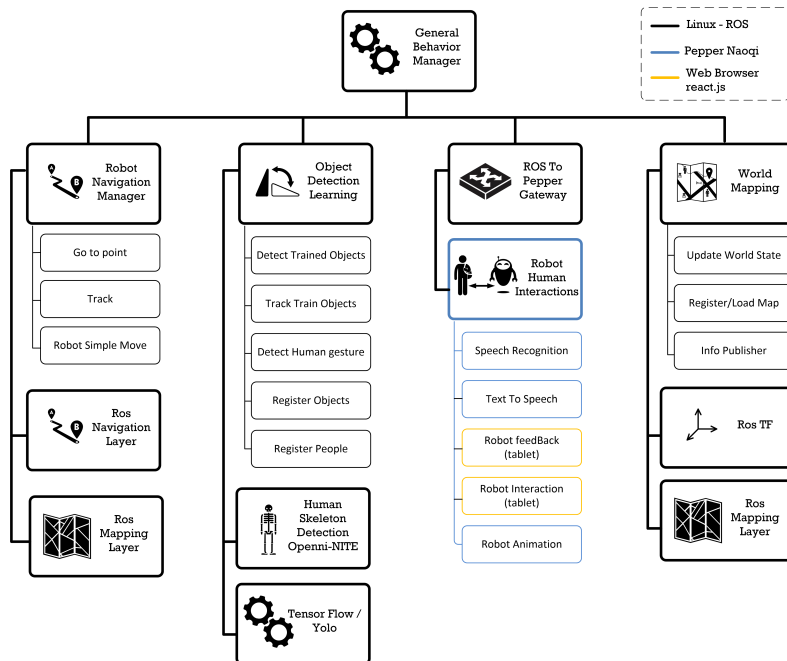 General
Behavior
Manager
Linux - ROS
Pepper Naoqi
Web Browser
react.js
Robot
Navigation
Manager
Go to point
Track
Robot Simple Move
A
B
Ros
Navigation
Layer
A
B
Ros
Mapping
Layer
Object
Detection
Learning
Detect Trained Objects
Track Train Objects
Detect Human gesture
Register Objects
Register People
Human
Skeleton
Detection
Openni-NITE
Tensor Flow /
Yolo
ROS To
Pepper
Gateway
Robot
Human
Interactions
Speech Recognition
Text To Speech
Robot feedBack
(tablet)
Robot Interaction
(tablet)
Robot Animation
World
Mapping
Update World State
Register/Load Map
Info Publisher
Ros TF
Ros
Mapping
Layer